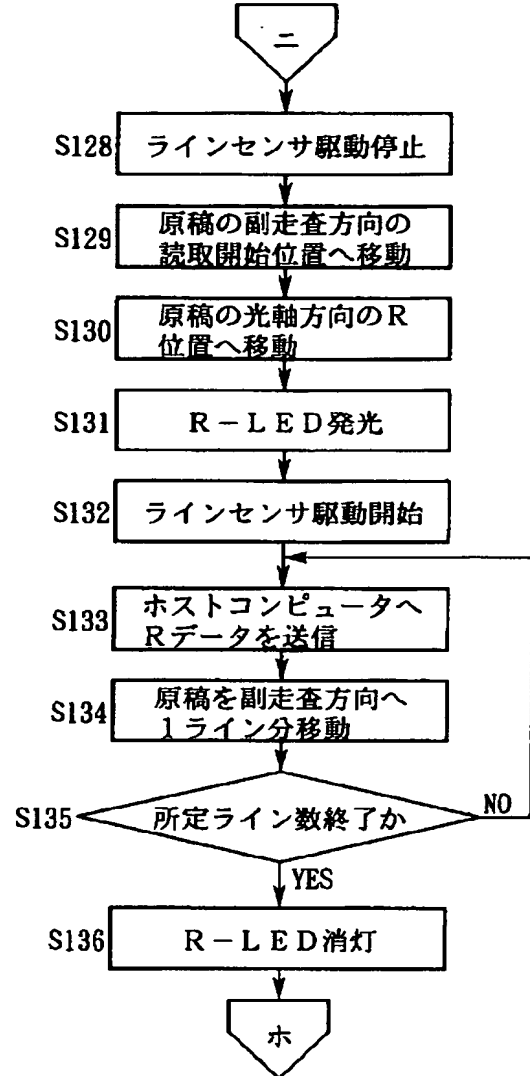 ニ
S128 ラインセンサ駆動停止
S129 原稿の副走査方向の
読取開始位置へ移動
S130 原稿の光軸方向のR
位置へ移動
S131 R-LED発光
S132 ラインセンサ駆動開始
S133 ホストコンピュータへ
Rデータを送信
S134 原稿を副走査方向へ
1ライン分移動
S135 所定ライン数終了か NO
YES
S136 R-LED消灯
ホ